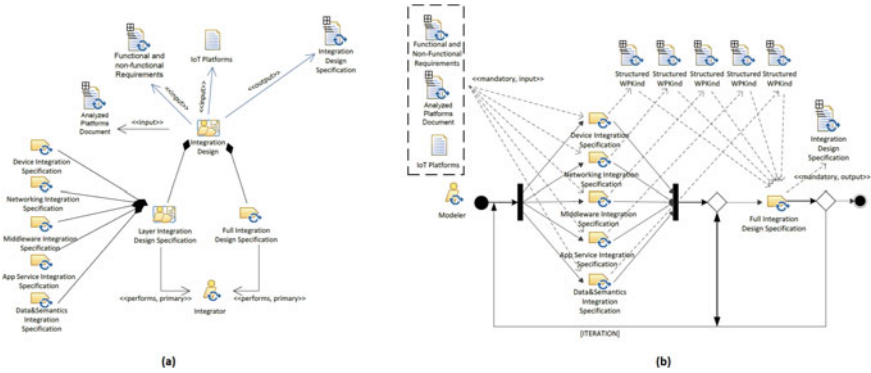 Functional and
non-functional
Requirements
IoT Platforms
Integration
Design
Specification
<<input>>
<<input>>
<<output>>
Analyzed
Platforms
Document
<<input>>
Integration
Design
Device Integration
Specification
Networking Integration
Specification
Middleware Integration
Specification
App Service Integration
Specification
Data&Semantics
Integration
Specification
Layer Integration
Design Specification
Full Integration
Design Specification
<<performs, primary>>
<<performs, primary>>
Integrator
(a)
Functional and
Non-Functional
Requirements
Analyzed
Platforms
Document
IoT Platforms
<<mandatory, input>>
Structured
WPKind
Structured
WPKind
Structured
WPKind
Structured
WPKind
Structured
WPKind
Device Integration
Specification
Networking Integration
Specification
Middleware Integration
Specification
App Service Integration
Specification
Data&Semantics
Integration
Specification
Integration
Design
Specification
<<mandatory, output>>
Modeler
Full Integration
Design Specification
[ITERATION]
(b)